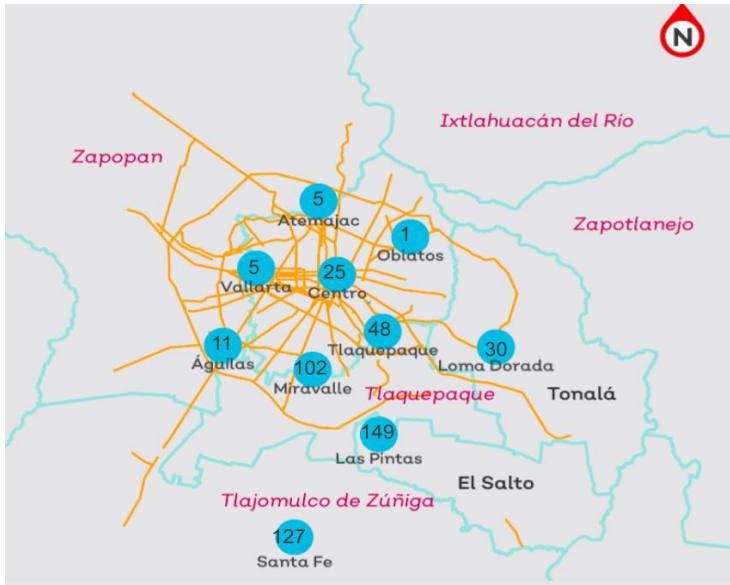 N
Ixtlahuacán del Río
Zapopan
5
Atemajac
Zapotlanejo
1
Oblatos
5
Vallarta
25
Centro
11
Águilas
48
Tlaquepaque
30
Loma Dorada
102
Miravalle
Tlaquepaque
Tonalá
149
Las Pintas
El Salto
Tlajomulco de Zúñiga
127
Santa Fe